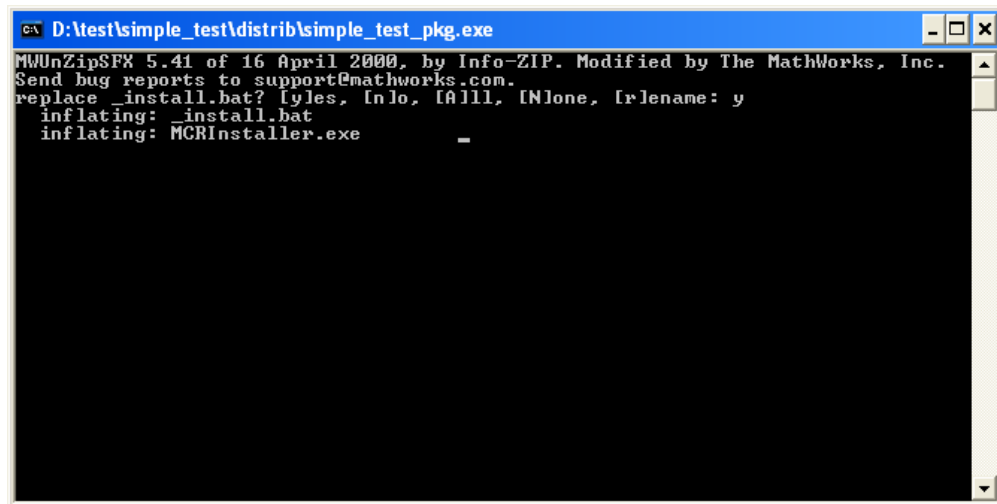 D:\test\simple_test\distrib\simple_test_pkg.exe
MWUnZipSFX 5.41 of 16 April 2000, by Info-ZIP. Modified by The MathWorks, Inc.
Send bug reports to support@mathworks.com.
replace _install.bat? [y]es, [n]o, [A]ll, [N]one, [r]ename: y
inflating: _install.bat
inflating: MCRInstaller.exe